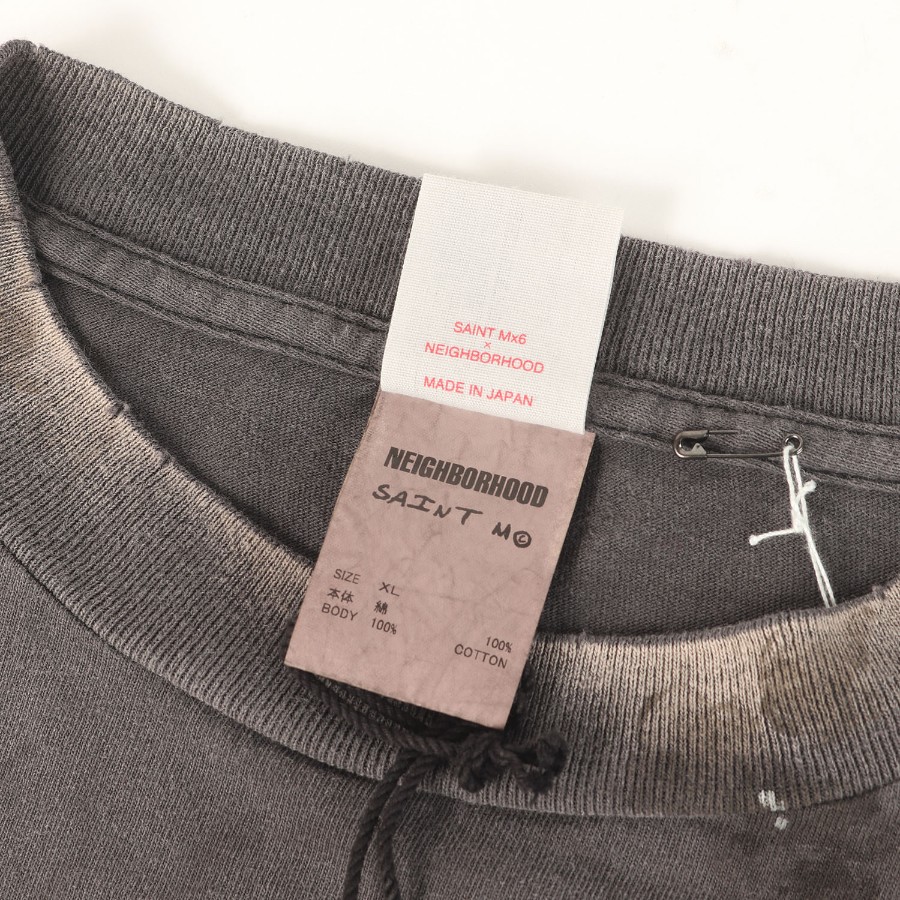 SAINT Mx6
×
NEIGHBORHOOD
MADE IN JAPAN
NEIGHBORHOOD
SAINT M©
SIZE XL
本体 綿
BODY 100%
100%
COTTON